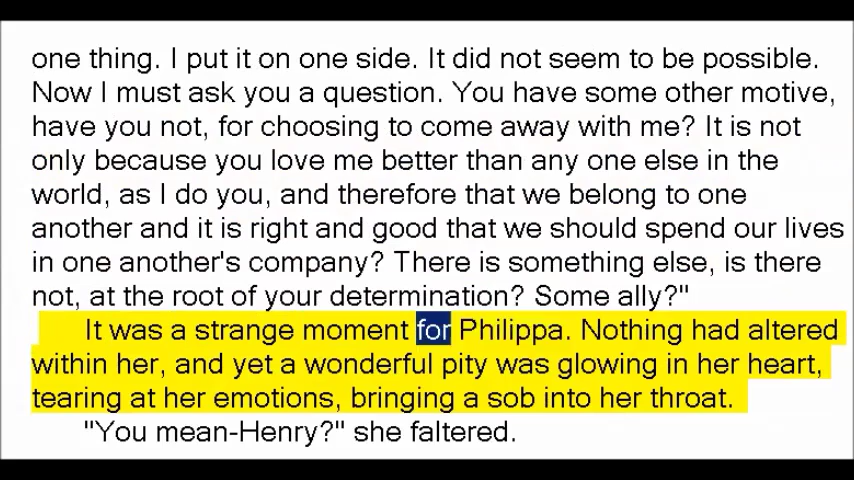 one thing. I put it on one side. It did not seem to be possible.
Now I must ask you a question. You have some other motive,
have you not, for choosing to come away with me? It is not
only because you love me better than any one else in the
world, as I do you, and therefore that we belong to one
another and it is right and good that we should spend our lives
in one another's company? There is something else, is there
not, at the root of your determination? Some ally?"
It was a strange moment for Philippa. Nothing had altered
within her, and yet a wonderful pity was glowing in her heart,
tearing at her emotions, bringing a sob into her throat.
"You mean-Henry?" she faltered.